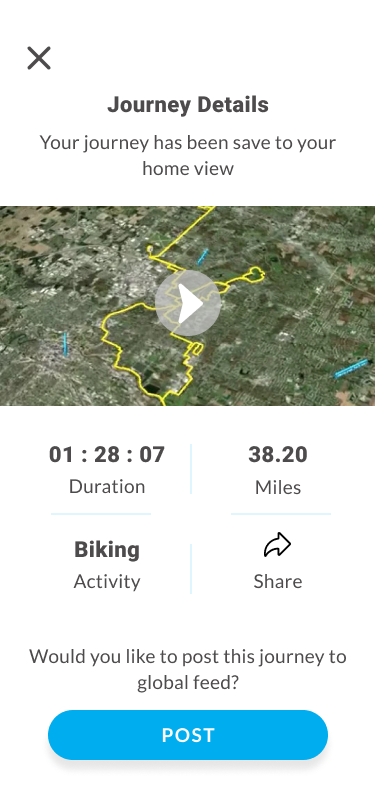 Journey Details
Your journey has been save to your
home view
01 : 28 : 07
Duration
38.20
Miles
Biking
Activity
Share
Would you like to post this journey to
global feed?
POST